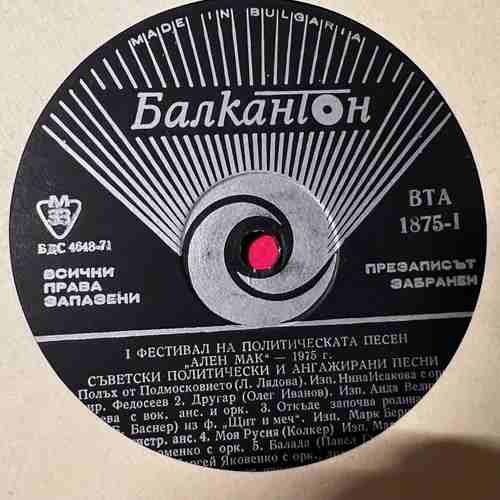 MADE IN BULGARIA
Балкантон
М
33
БДС 4648-71
ВСИЧКИ
ПРАВА
ЗАПАЗЕНИ
ВТА
1875-I
ПРЕЗАПИСЪТ
ЗАБРАНЕН
I ФЕСТИВАЛ НА ПОЛИТИЧЕСКАТА ПЕСЕН
„АЛЕН МАК“ — 1975 г.
СЪВЕТСКИ ПОЛИТИЧЕСКИ И АНГАЖИРАНИ ПЕСНИ
Полъх от Подмосковието (Л. Лядова). Изп. Нина Исакова с орк.
дир. Федосеев 2. Другар (Олег Иванов). Изп. Аида
с вок. анс. и орк. 3. Откъде започва родина
Баснер) из ф. „Щит и меч“. Изп. Марк
анс. 4. Моя Русия (Колкер) Изп.
с орк. 5. Балада (Павел
Яковенко с орк.